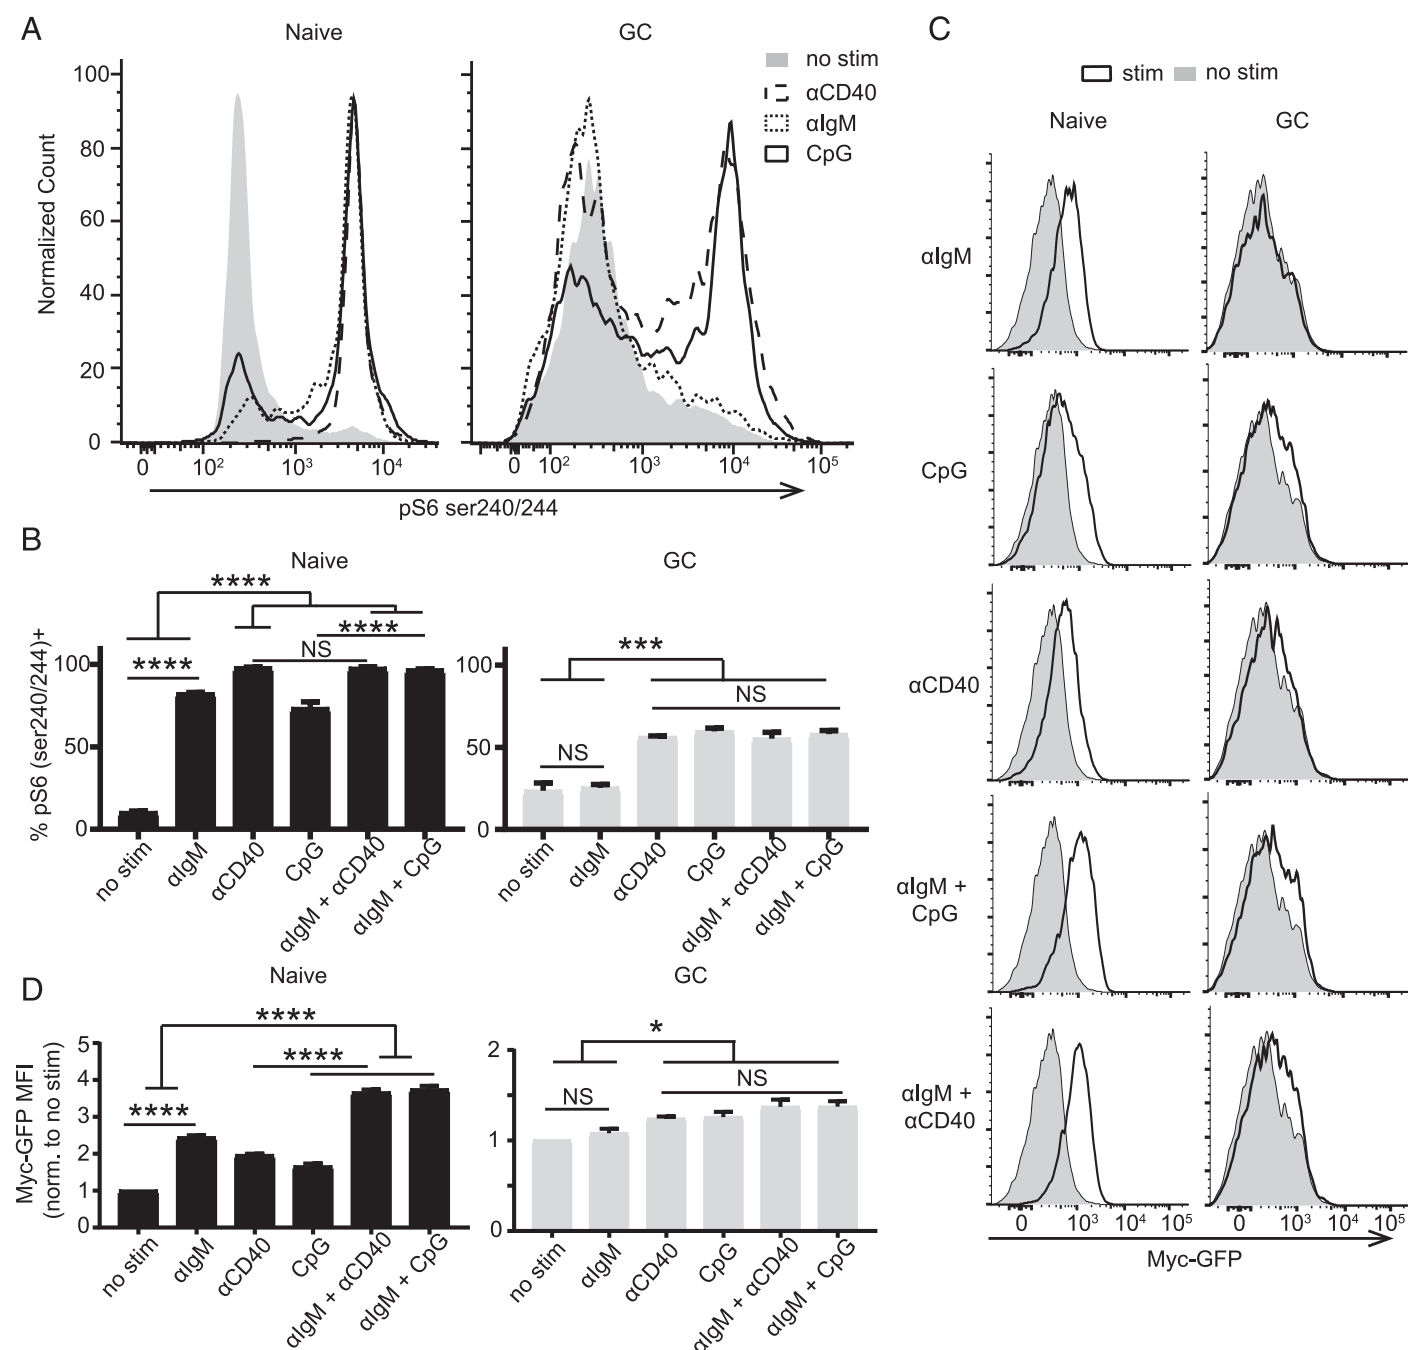 A
Naive
GC
no stim
αCD40
αIgM
CpG
Normalized Count
100
80
60
40
20
0
0 10² 10³ 10⁴
0 10² 10³ 10⁴ 10⁵
pS6 ser240/244
B
Naive
GC
% pS6 (ser240/244)+
100
50
0
****
****
****
NS
no stim
αIgM
αCD40
CpG
αIgM + αCD40
αIgM + CpG
100
50
0
***
NS
NS
no stim
αIgM
αCD40
CpG
αIgM + αCD40
αIgM + CpG
C
stim no stim
Naive
GC
αIgM
CpG
αCD40
αIgM +
CpG
αIgM +
αCD40
0 10³ 10⁴ 10⁵
0 10³ 10⁴ 10⁵
Myc-GFP
D
Naive
GC
Myc-GFP MFI
(norm. to no stim)
5
4
3
2
1
0
****
****
****
no stim
αIgM
αCD40
CpG
αIgM + αCD40
αIgM + CpG
2
1
0
*
NS
NS
no stim
αIgM
αCD40
CpG
αIgM + αCD40
αIgM + CpG